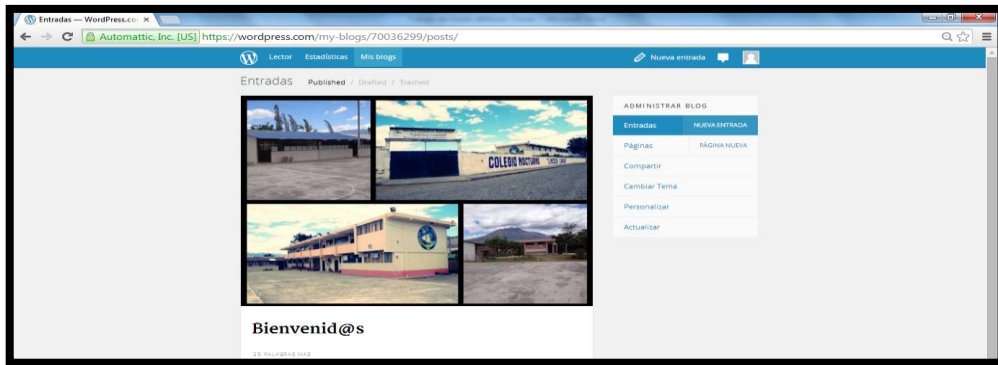 Entradas — WordPress.co
Automattic, Inc. [US] https://wordpress.com/my-blogs/70036299/posts/
Lector Estadísticas Mis blogs Nueva entrada
Entradas Published / Drafted / Trashed
COLEGIO NOCTURNO
ADMINISTRAR BLOG
Entradas NUEVA ENTRADA
Páginas PÁGINA NUEVA
Compartir
Cambiar Tema
Personalizar
Actualizar
Bienvenid@s
PALABRAS MÁS